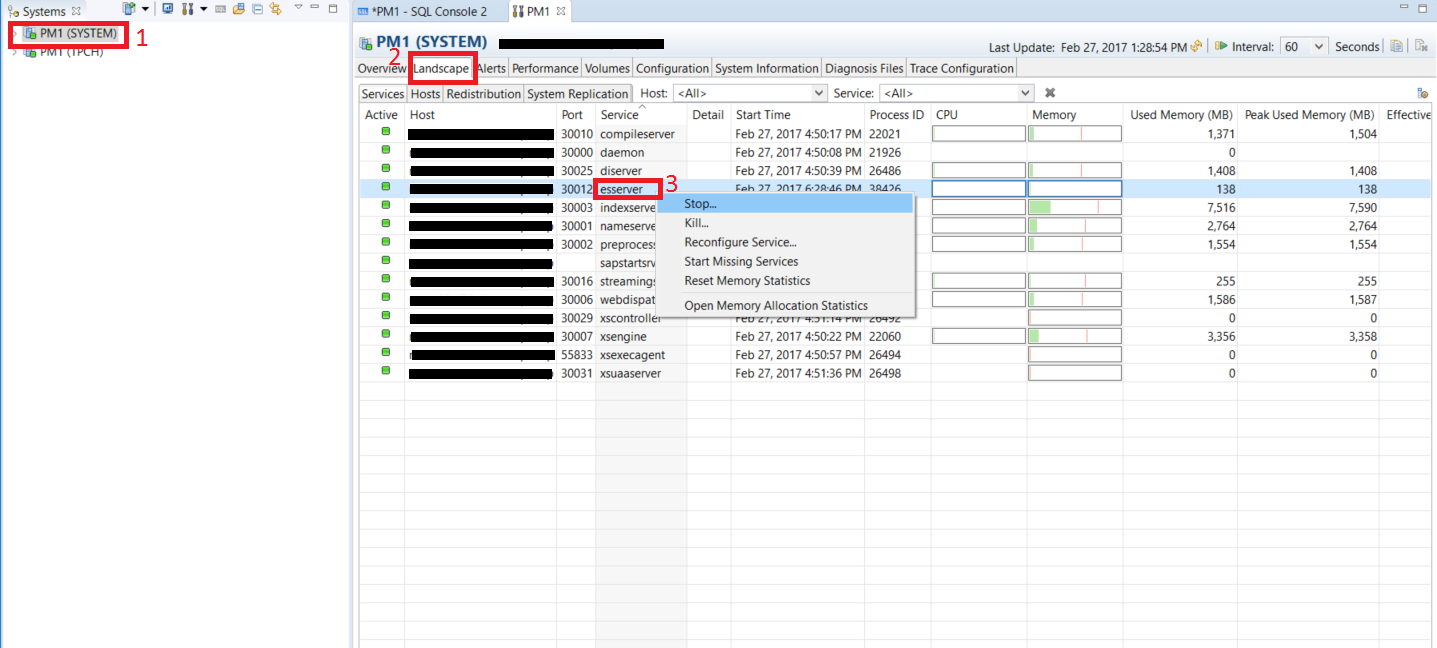 Systems
PM1 (SYSTEM) 1
PM1 (TPCH)
*PM1 - SQL Console 2 PM1
PM1 (SYSTEM)
Last Update: Feb 27, 2017 1:28:54 PM Interval: 60 Seconds
2
Overview Landscape Alerts Performance Volumes Configuration System Information Diagnosis Files Trace Configuration
Services Hosts Redistribution System Replication Host: <All> Service: <All>
Active Host Port Service Detail Start Time Process ID CPU Memory Used Memory (MB) Peak Used Memory (MB) Effective
30010 compileserver Feb 27, 2017 4:50:17 PM 22021 1,371 1,504
30000 daemon Feb 27, 2017 4:50:08 PM 21926 0
30025 diserver Feb 27, 2017 4:50:39 PM 26486 1,408 1,408
30012 esserver 3 Feb 27, 2017 6:28:46 PM 38426 138 138
30003 indexserve Stop... 7,516 7,590
30001 nameserve Kill... 2,764 2,764
30002 preprocess Reconfigure Service... 1,554 1,554
sapstartsrv Start Missing Services
30016 streamings Reset Memory Statistics 255 255
30006 webdispat Open Memory Allocation Statistics 1,586 1,587
30029 xscontroller Feb 27, 2017 4:51:14 PM 26492 0 0
30007 xsengine Feb 27, 2017 4:50:22 PM 22060 3,356 3,358
55833 xsexecagent Feb 27, 2017 4:50:57 PM 26494 0 0
30031 xsuaaserver Feb 27, 2017 4:51:36 PM 26498 0 0